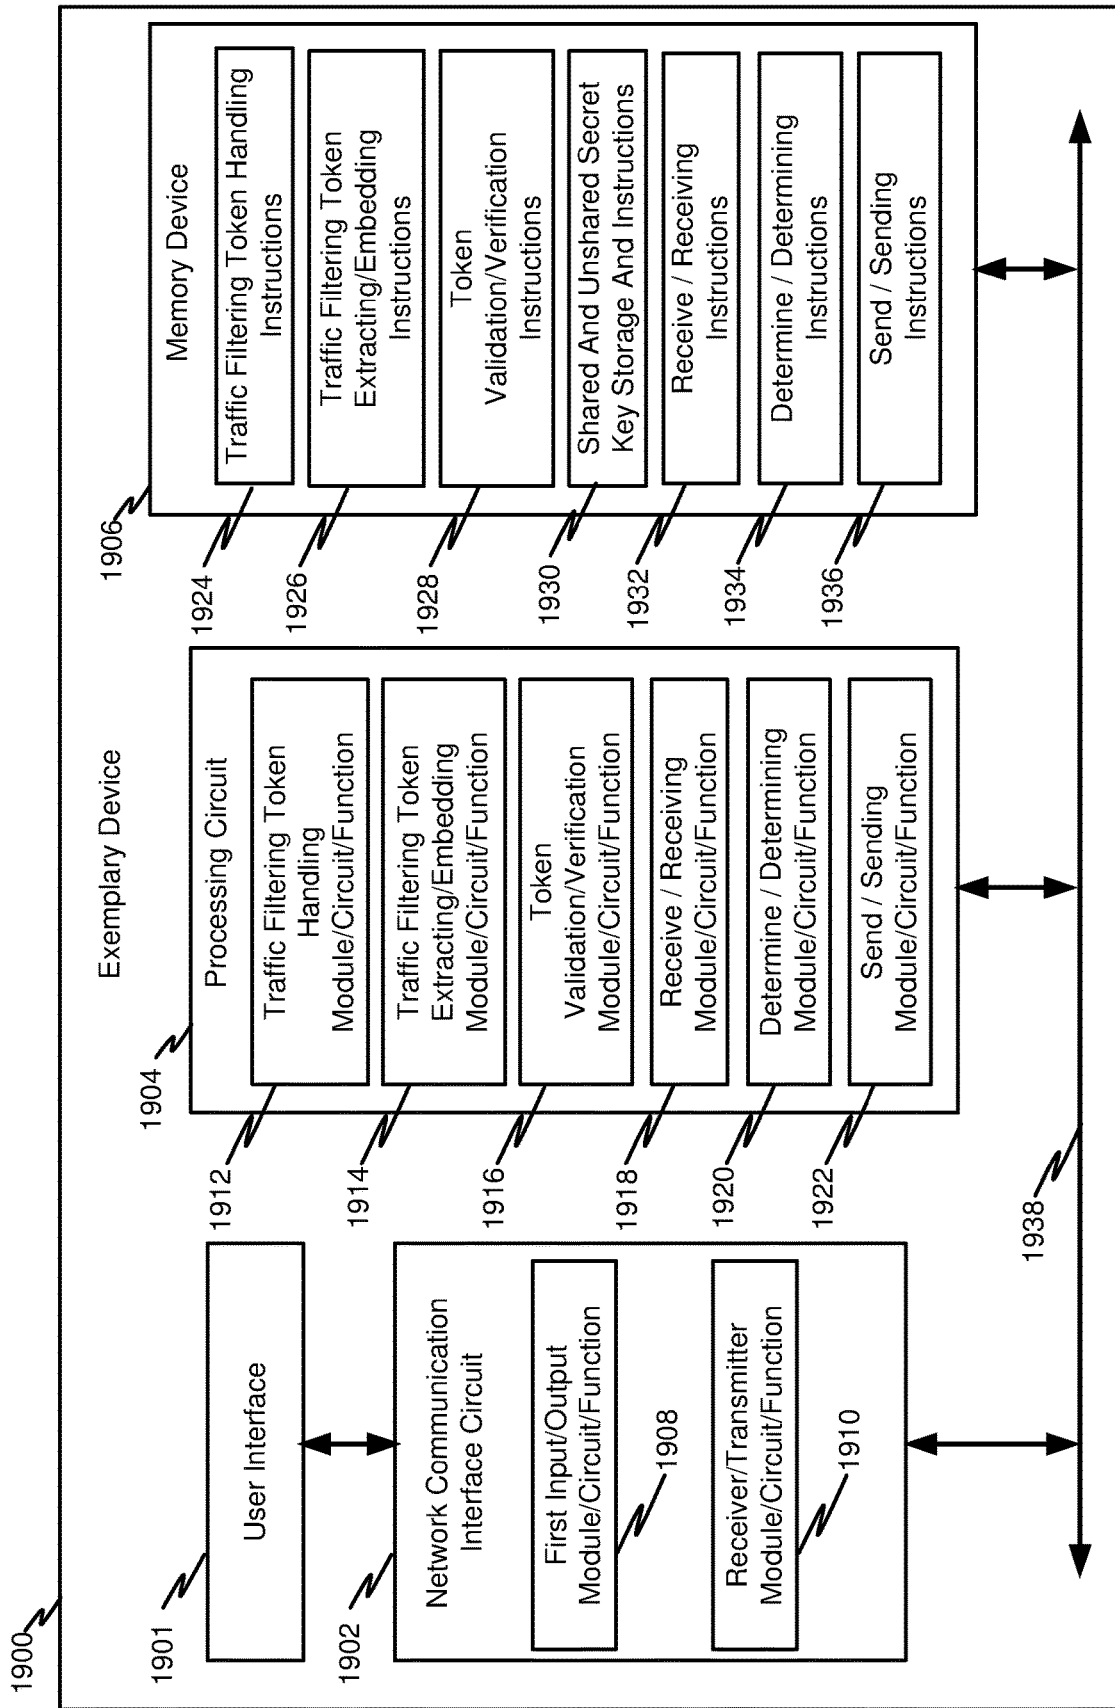 1900
Exemplary Device
1901
User Interface
1902
Network Communication
Interface Circuit
First Input/Output
Module/Circuit/Function
1908
Receiver/Transmitter
Module/Circuit/Function
1910
1904
Processing Circuit
1912
Traffic Filtering Token
Handling
Module/Circuit/Function
1914
Traffic Filtering Token
Extracting/Embedding
Module/Circuit/Function
1916
Token
Validation/Verification
Module/Circuit/Function
1918
Receive / Receiving
Module/Circuit/Function
1920
Determine / Determining
Module/Circuit/Function
1922
Send / Sending
Module/Circuit/Function
1906
Memory Device
1924
Traffic Filtering Token Handling
Instructions
1926
Traffic Filtering Token
Extracting/Embedding
Instructions
1928
Token
Validation/Verification
Instructions
1930
Shared And Unshared Secret
Key Storage And Instructions
1932
Receive / Receiving
Instructions
1934
Determine / Determining
Instructions
1936
Send / Sending
Instructions
1938